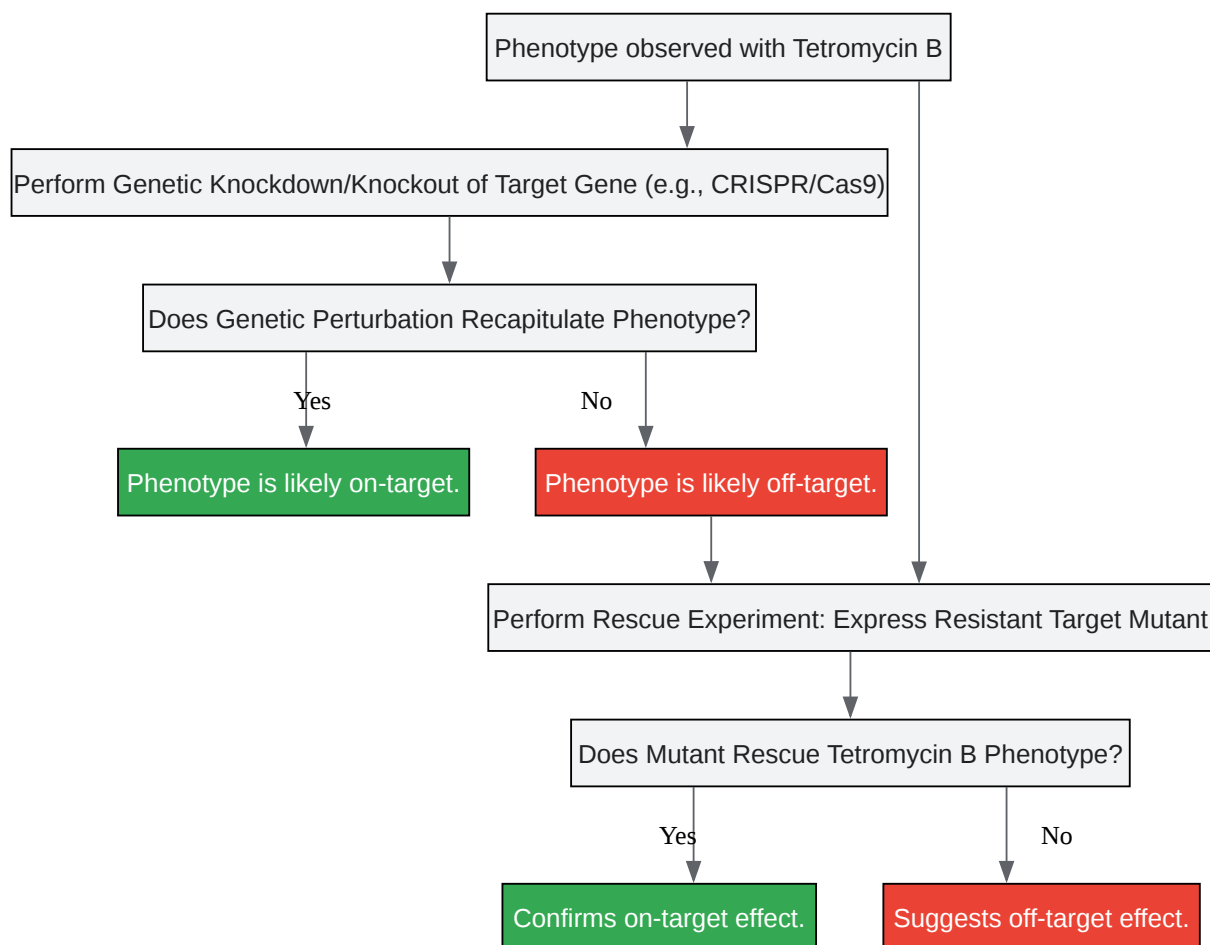 Phenotype observed with Tetromycin B
Perform Genetic Knockdown/Knockout of Target Gene (e.g., CRISPR/Cas9)
Does Genetic Perturbation Recapitulate Phenotype?
Yes
No
Phenotype is likely on-target.
Phenotype is likely off-target.
Perform Rescue Experiment: Express Resistant Target Mutant
Does Mutant Rescue Tetromycin B Phenotype?
Yes
No
Confirms on-target effect.
Suggests off-target effect.